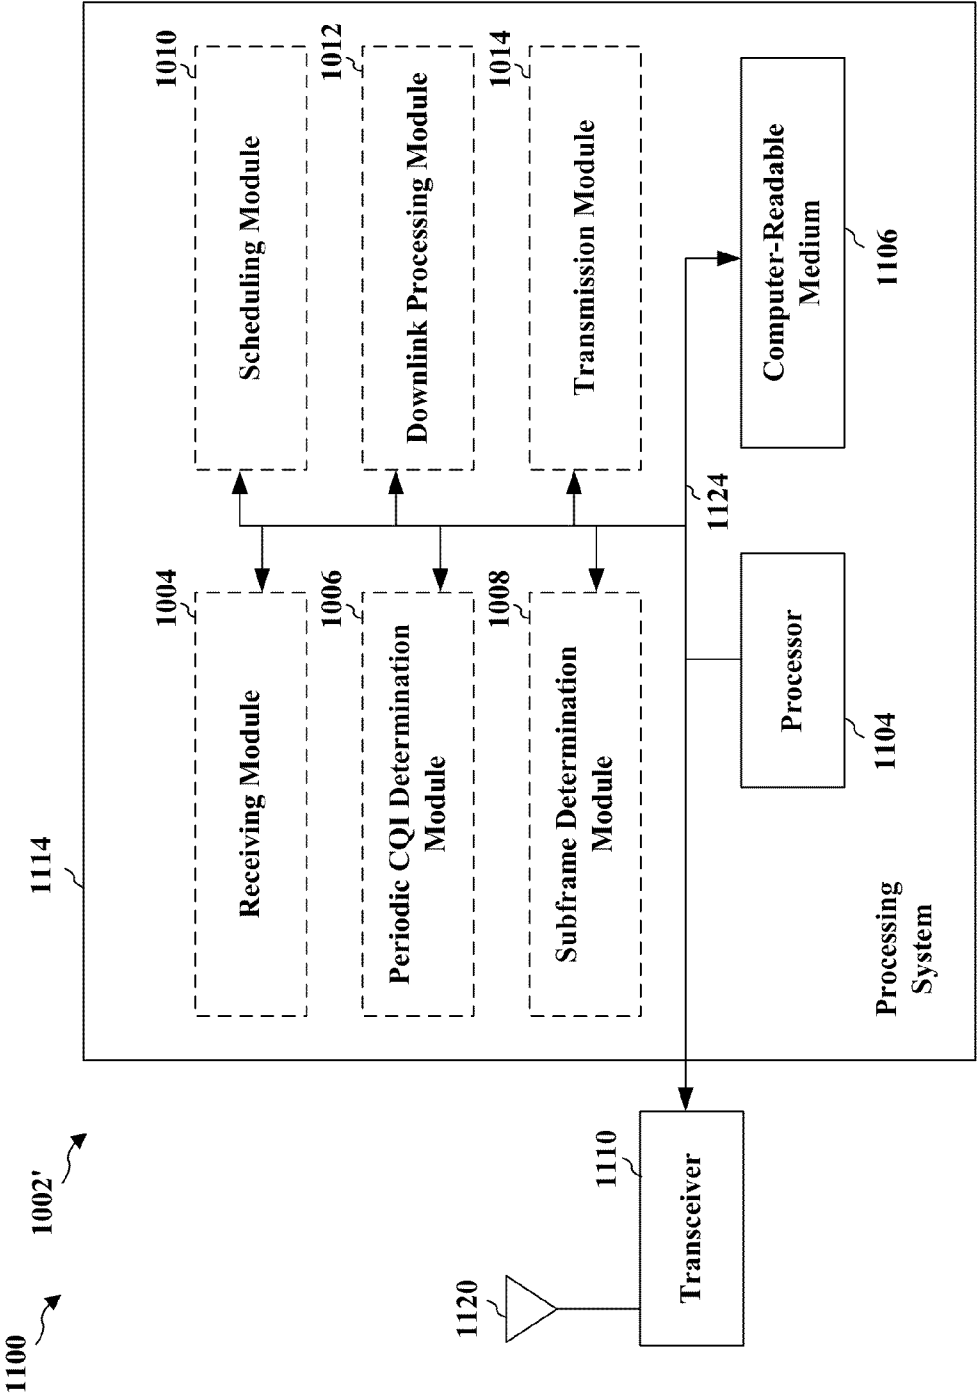 1100
1002'
1114
1004
Receiving Module
1010
Scheduling Module
1006
Periodic CQI Determination
Module
1012
Downlink Processing Module
1008
Subframe Determination
Module
1014
Transmission Module
1120
1110
Transceiver
1124
Processor
1104
Computer-Readable
Medium
1106
Processing
System